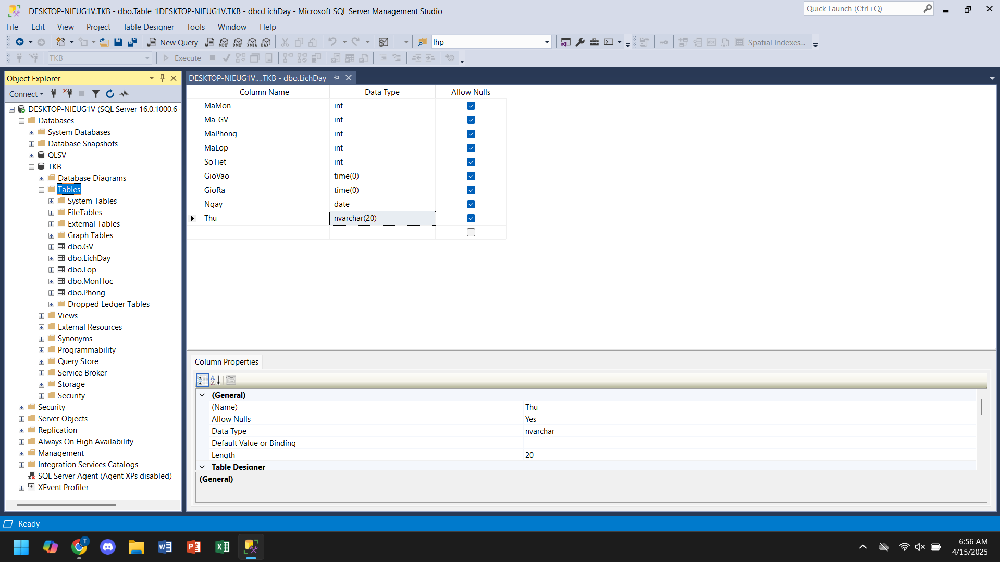 DESKTOP-NIEUG1V.TKB - dbo.Table_1DESKTOP-NIEUG1V.TKB - dbo.LichDay - Microsoft SQL Server Management Studio
Quick Launch (Ctrl+Q)
File Edit View Project Table Designer Tools Window Help
New Query MDX DMX XMLA DAX lhp Spatial Indexes...
TKB Execute
Object Explorer
Connect
DESKTOP-NIEUG1V (SQL Server 16.0.1000.6 -
Databases
System Databases
Database Snapshots
QLSV
TKB
Database Diagrams
Tables
System Tables
FileTables
External Tables
Graph Tables
dbo.GV
dbo.LichDay
dbo.Lop
dbo.MonHoc
dbo.Phong
Dropped Ledger Tables
Views
External Resources
Synonyms
Programmability
Query Store
Service Broker
Storage
Security
Security
Server Objects
Replication
Always On High Availability
Management
Integration Services Catalogs
SQL Server Agent (Agent XPs disabled)
XEvent Profiler
DESKTOP-NIEUG1V....TKB - dbo.LichDay
Column Name Data Type Allow Nulls
MaMon int
Ma_GV int
MaPhong int
MaLop int
SoTiet int
GioVao time(0)
GioRa time(0)
Ngay date
Thu nvarchar(20)
Column Properties
(General)
(Name) Thu
Allow Nulls Yes
Data Type nvarchar
Default Value or Binding
Length 20
Table Designer
(General)
Ready
6:56 AM
4/15/2025